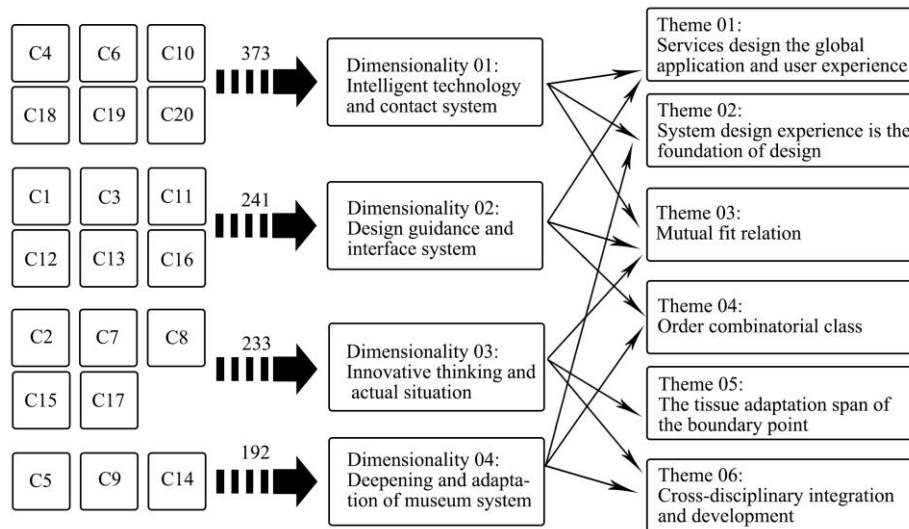 C4 C6 C10
C18 C19 C20
373
Dimensionality 01:
Intelligent technology
and contact system
C1 C3 C11
C12 C13 C16
241
Dimensionality 02:
Design guidance and
interface system
C2 C7 C8
C15 C17
233
Dimensionality 03:
Innovative thinking and
actual situation
C5 C9 C14
192
Dimensionality 04:
Deepening and adapta-
tation of museum system
Theme 01:
Services design the global
application and user experience
Theme 02:
System design experience is the
foundation of design
Theme 03:
Mutual fit relation
Theme 04:
Order combinatorial class
Theme 05:
The tissue adaptation span of
the boundary point
Theme 06:
Cross-disciplinary integration
and development